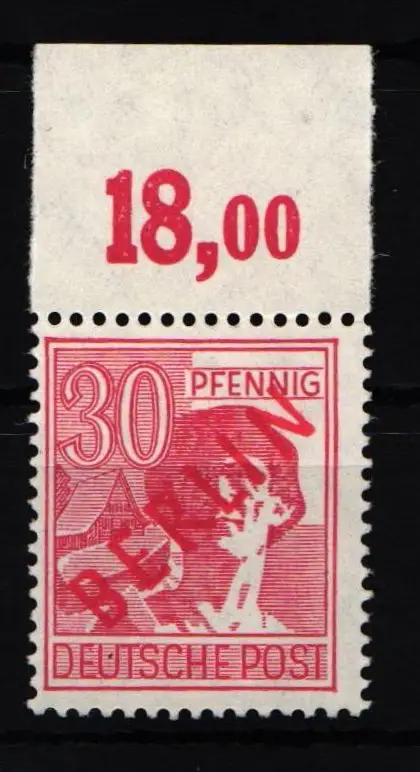 18,00
30
PFENNIG
BERLIN
DEUTSCHE POST